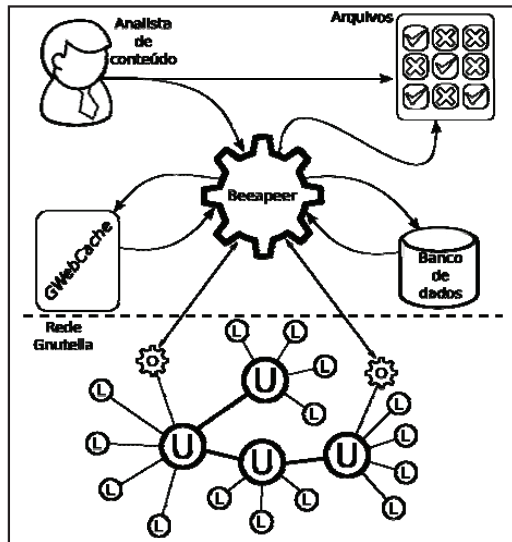 Analista
de
conteúdo
Arquivos
Beeapeer
GWebCache
Banco
de
dados
Rede
Gnutella
L
L
O
L
O
U
L
L
L
L
U
L
U
U
L
L
L
L
L
L
L
L